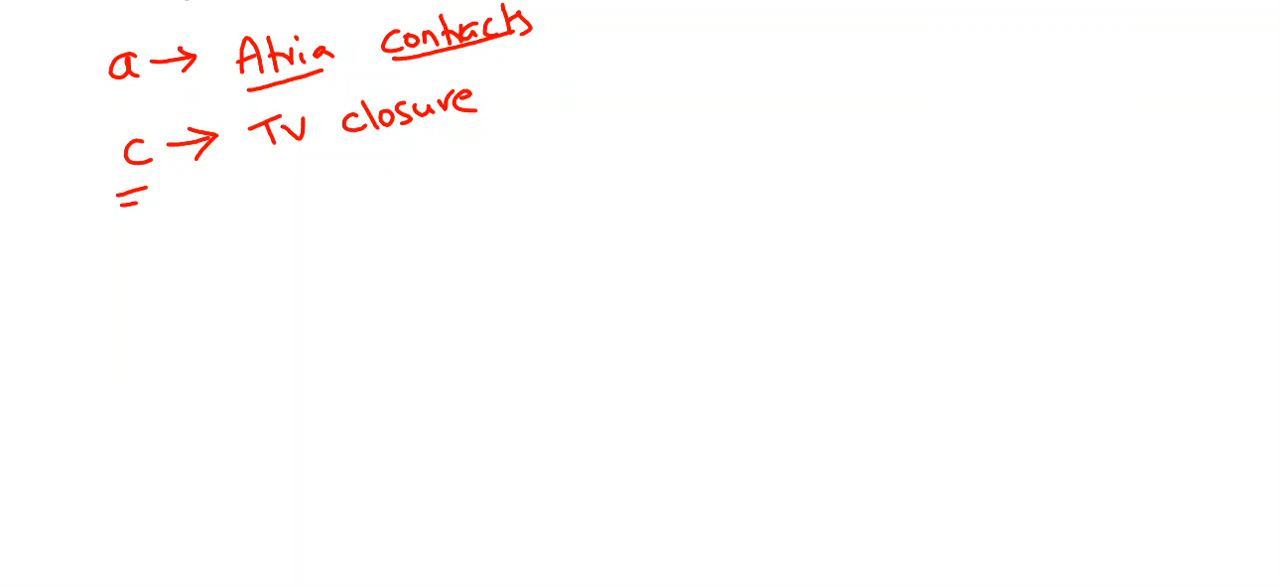 a → Atria contracts
c → TV closure